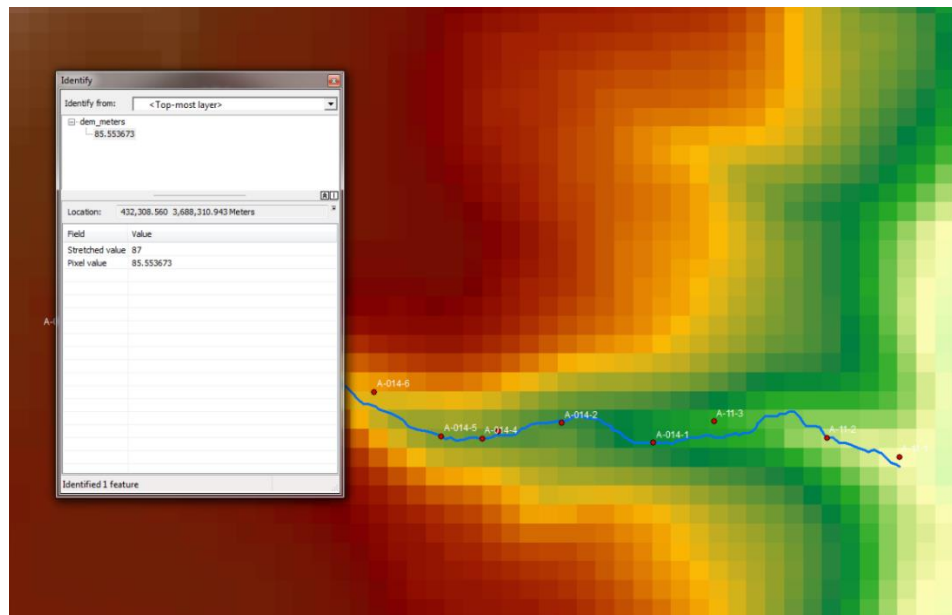 Identify
Identify from: <Top-most layer>
dem_meters
85.553673
Location: 432,308.560 3,688,310.943 Meters
Field Value
Stretched value 87
Pixel value 85.553673
Identified 1 feature
A-014-6
A-014-5
A-014-4
A-014-2
A-014-1
A-11-3
A-11-2